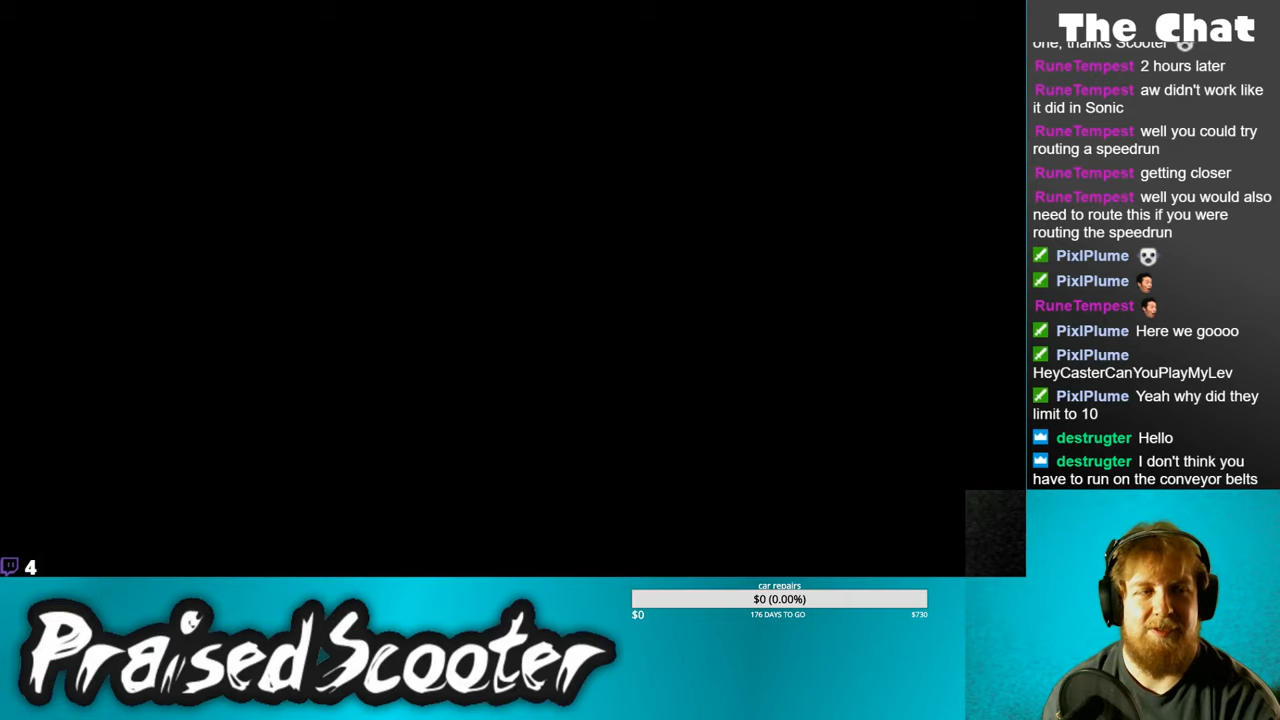 The Chat
one, thanks Scooter
RuneTempest 2 hours later
RuneTempest aw didn't work like
it did in Sonic
RuneTempest well you could try
routing a speedrun
RuneTempest getting closer
RuneTempest well you would also
need to route this if you were
routing the speedrun
PixlPlume
PixlPlume
RuneTempest
PixlPlume Here we goooo
PixlPlume
HeyCasterCanYouPlayMyLev
PixlPlume Yeah why did they
limit to 10
destrugter Hello
destrugter I don't think you
have to run on the conveyor belts
4
car repairs
$0 (0.00%)
$0 176 DAYS TO GO $730
PraisedScooter